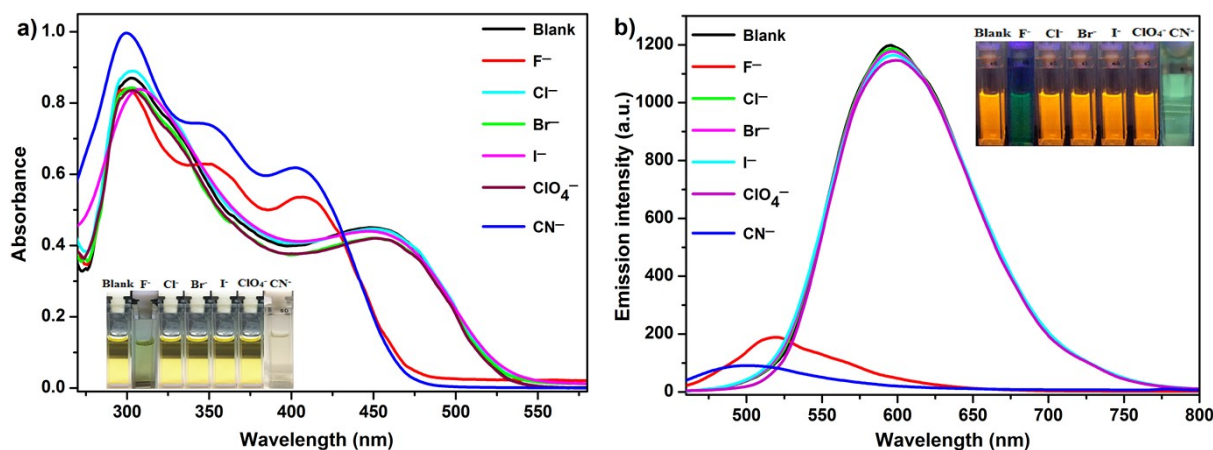 a)
Absorbance
1.0
0.8
0.6
0.4
0.2
0.0
300 350 400 450 500 550
Wavelength (nm)
Blank
F—
Cl—
Br—
I—
ClO₄—
CN—
Blank F⁻ Cl⁻ Br⁻ I⁻ ClO₄⁻ CN⁻
b)
Emission intensity (a.u.)
1200
1000
800
600
400
200
0
500 550 600 650 700 750 800
Wavelength (nm)
Blank
F—
Cl—
Br—
I—
ClO₄—
CN—
Blank F⁻ Cl⁻ Br⁻ I⁻ ClO₄⁻ CN⁻